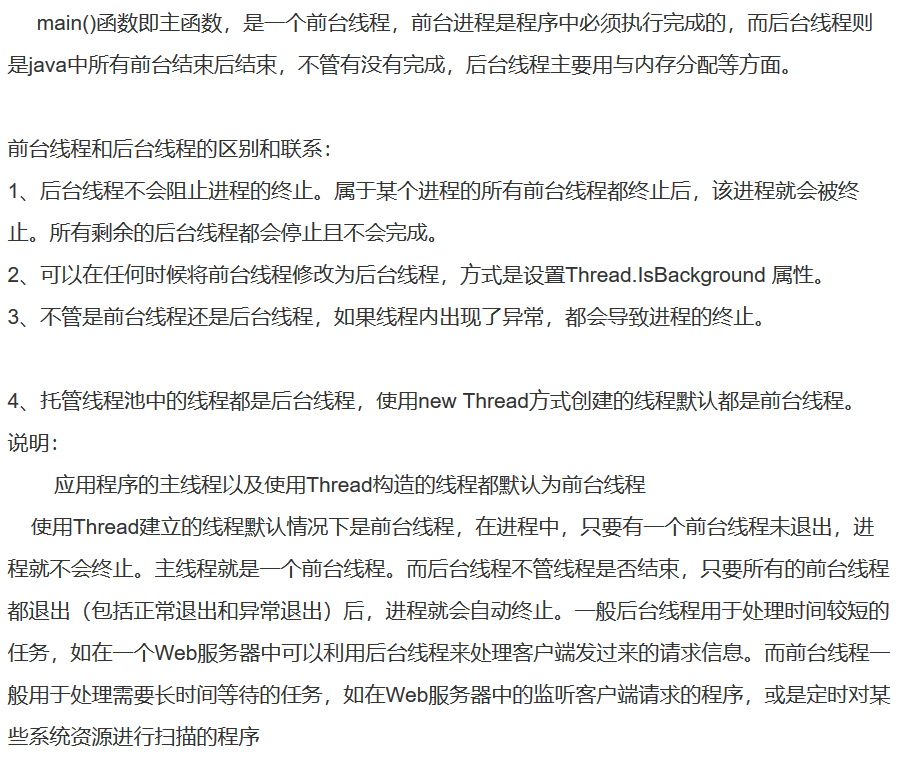 main()函数即主函数，是一个前台线程，前台进程是程序中必须执行完成的，而后台线程则
是java中所有前台结束后结束，不管有没有完成，后台线程主要用与内存分配等方面。
前台线程和后台线程的区别和联系：
1、后台线程不会阻止进程的终止。属于某个进程的所有前台线程都终止后，该进程就会被终
止。所有剩余的后台线程都会停止且不会完成。
2、可以在任何时候将前台线程修改为后台线程，方式是设置Thread.IsBackground 属性。
3、不管是前台线程还是后台线程，如果线程内出现了异常，都会导致进程的终止。
4、托管线程池中的线程都是后台线程，使用new Thread方式创建的线程默认都是前台线程。
说明：
应用程序的主线程以及使用Thread构造的线程都默认为前台线程
使用Thread建立的线程默认情况下是前台线程，在进程中，只要有一个前台线程未退出，进
程就不会终止。主线程就是一个前台线程。而后台线程不管线程是否结束，只要所有的前台线程
都退出（包括正常退出和异常退出）后，进程就会自动终止。一般后台线程用于处理时间较短的
任务，如在一个Web服务器中可以利用后台线程来处理客户端发过来的请求信息。而前台线程一
般用于处理需要长时间等待的任务，如在Web服务器中的监听客户端请求的程序，或是定时对某
些系统资源进行扫描的程序